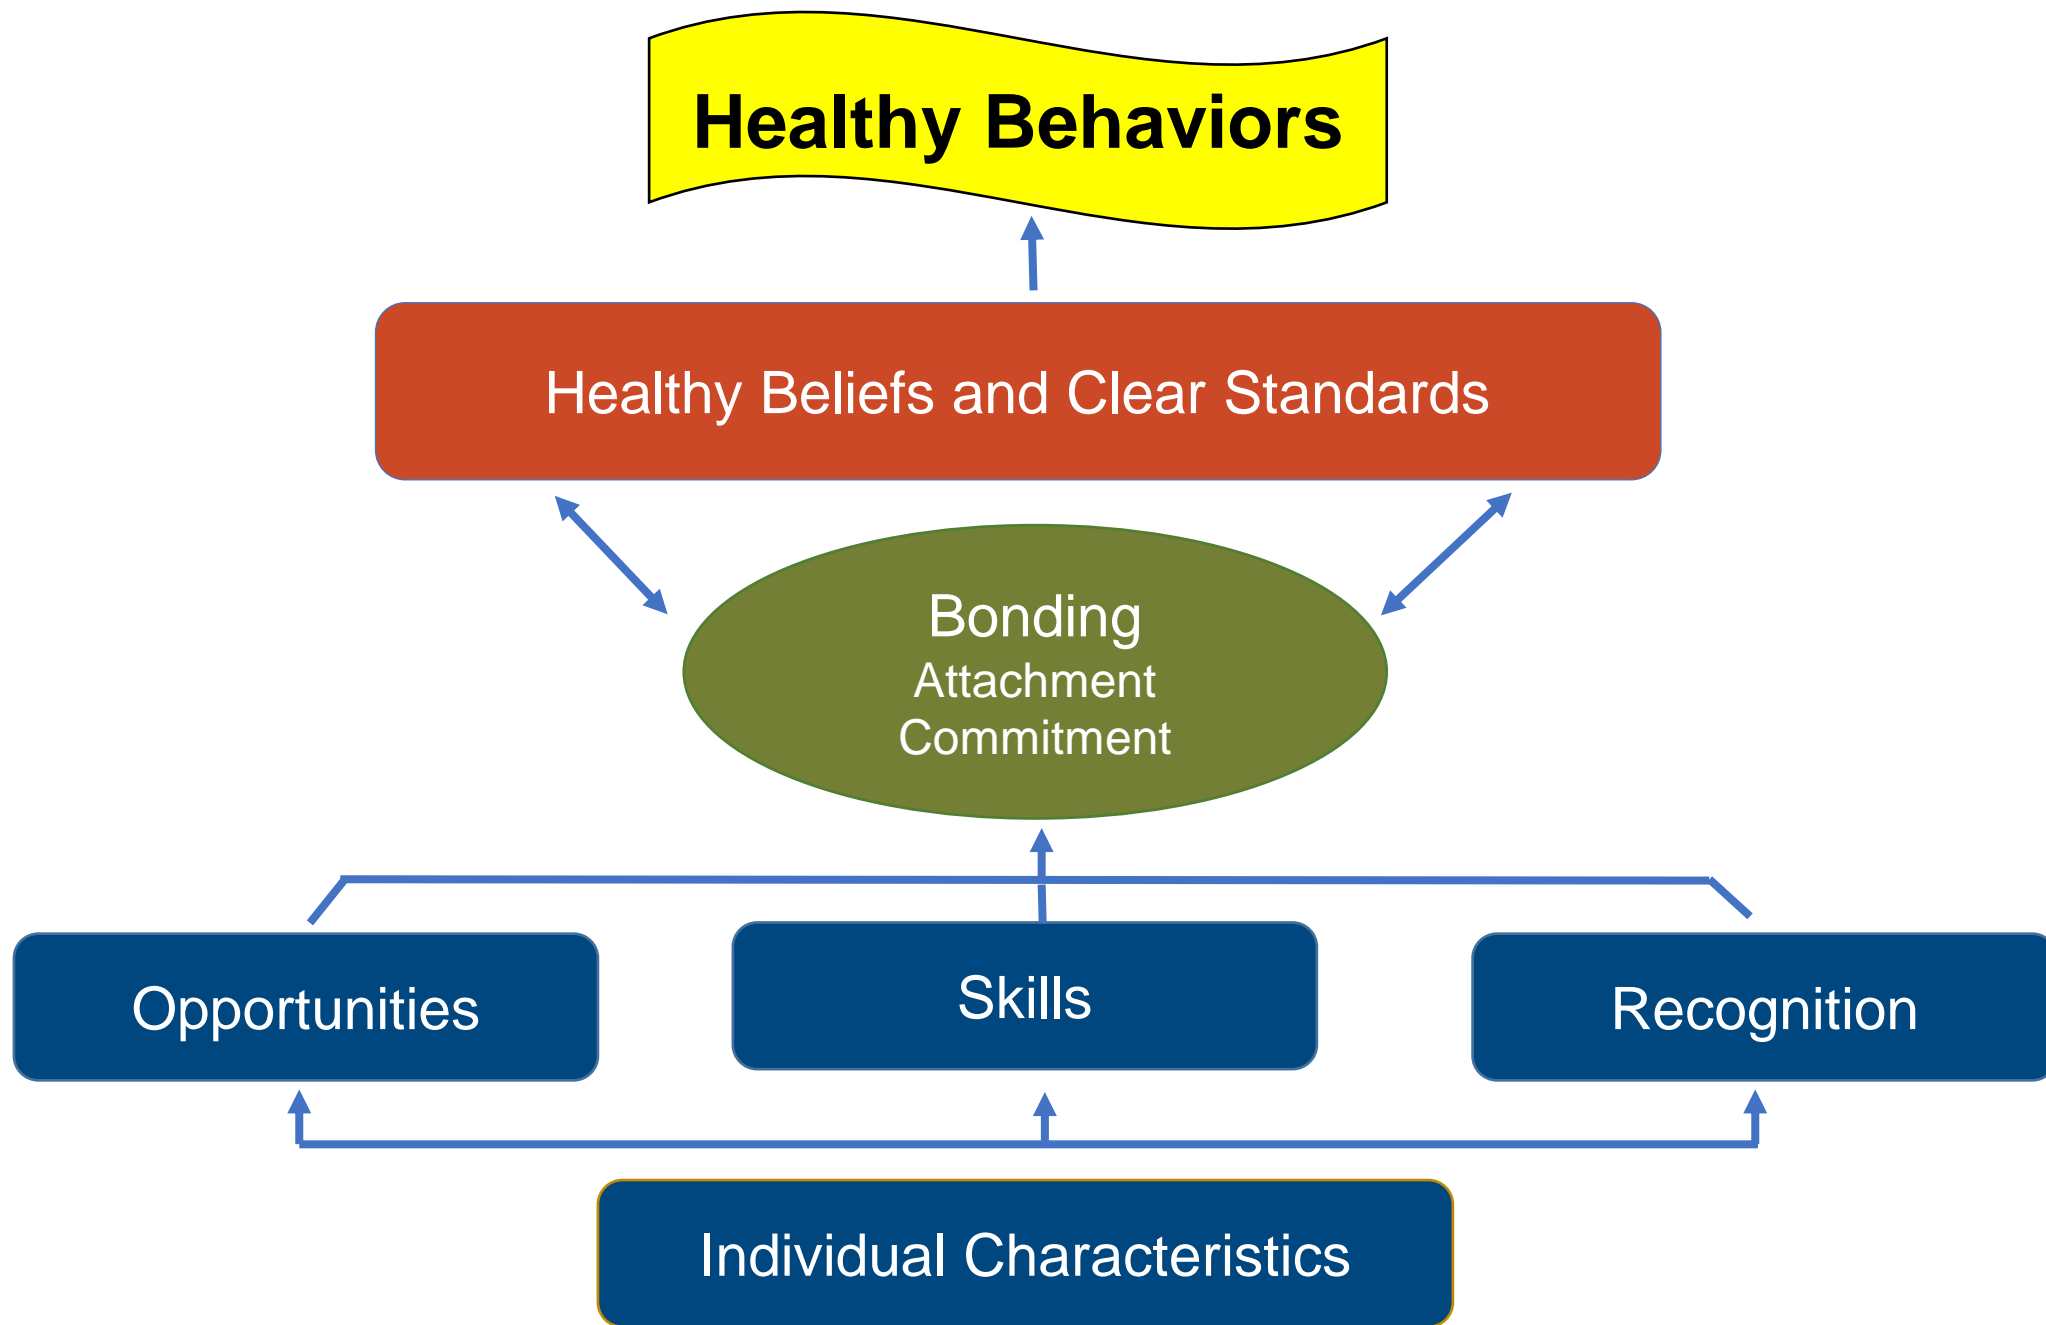 Healthy Behaviors
Healthy Beliefs and Clear Standards
Bonding
Attachment
Commitment
Opportunities
Skills
Recognition
Individual Characteristics